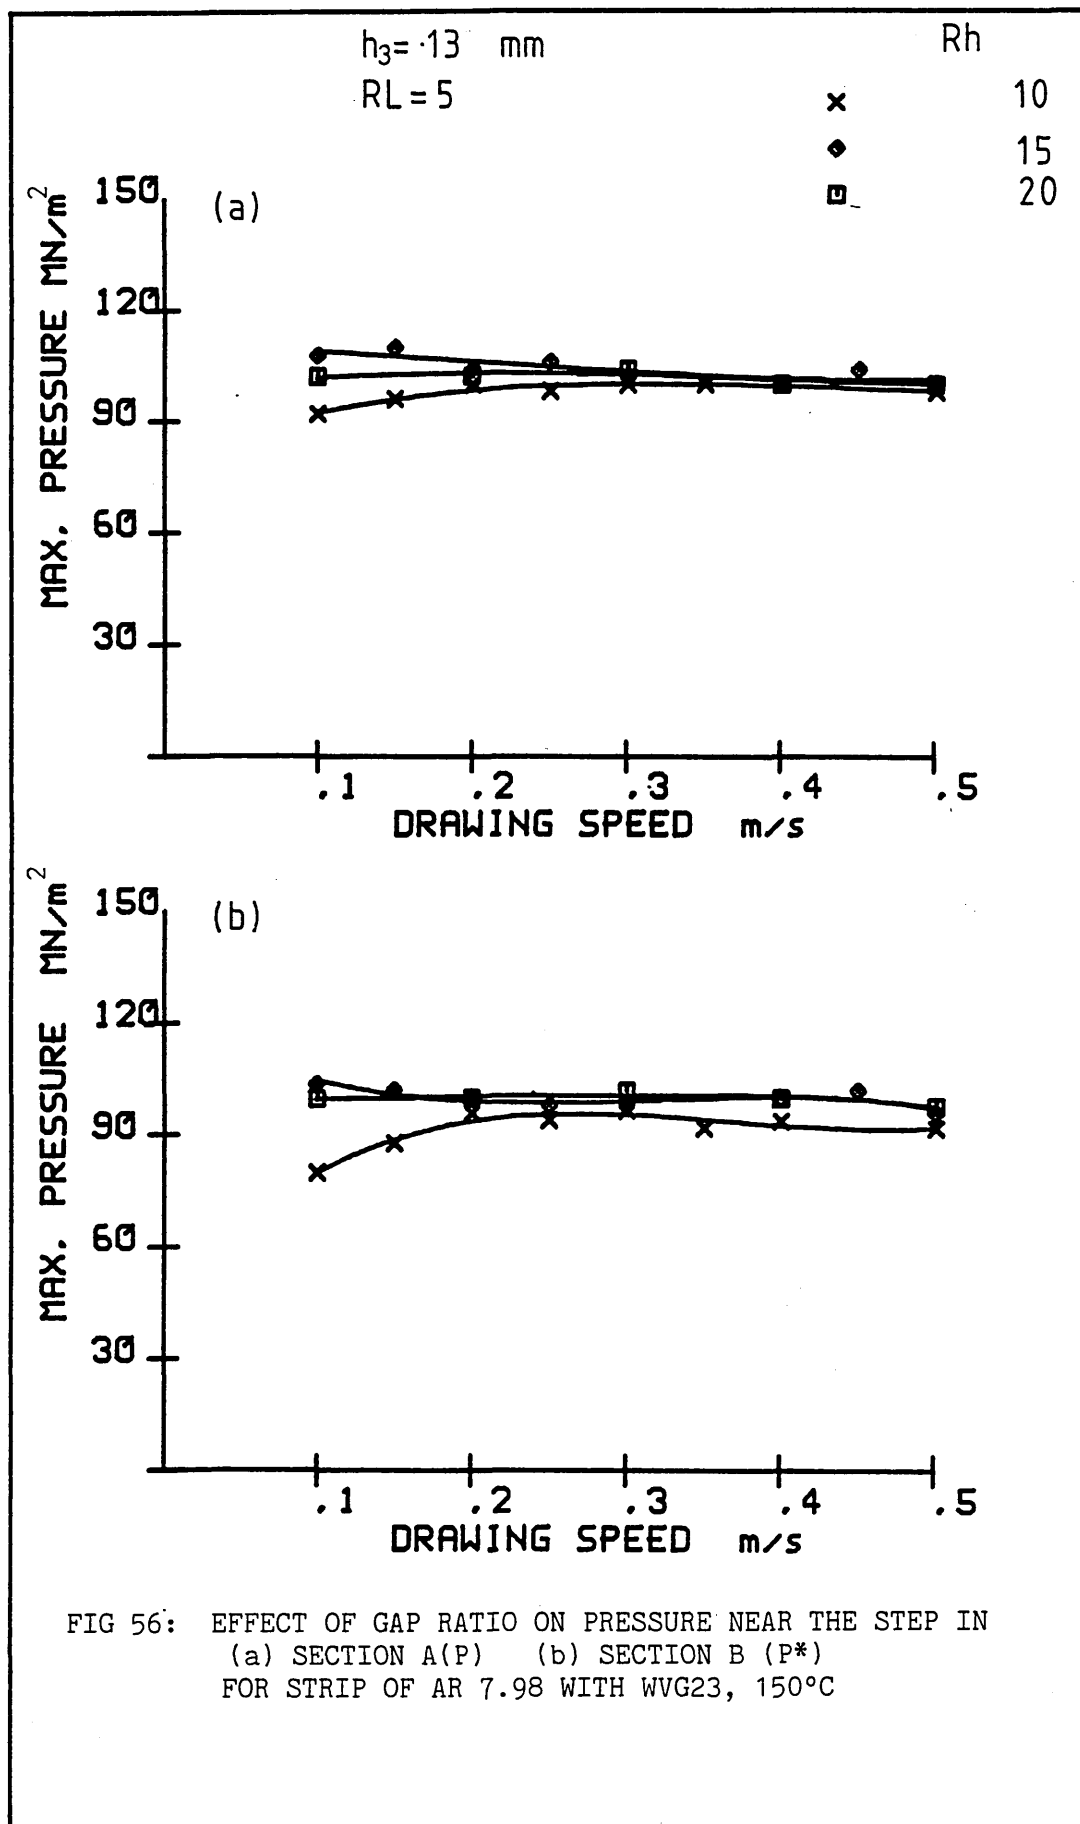 h₃= ·13 mm
RL = 5
Rh
10
15
20
(a)
MAX. PRESSURE MN/m²
150
120
90
60
30
.1 .2 .3 .4 .5
DRAWING SPEED m/s
(b)
MAX. PRESSURE MN/m²
150
120
90
60
30
.1 .2 .3 .4 .5
DRAWING SPEED m/s
FIG 56: EFFECT OF GAP RATIO ON PRESSURE NEAR THE STEP IN
(a) SECTION A(P) (b) SECTION B (P*)
FOR STRIP OF AR 7.98 WITH WVG23, 150°C